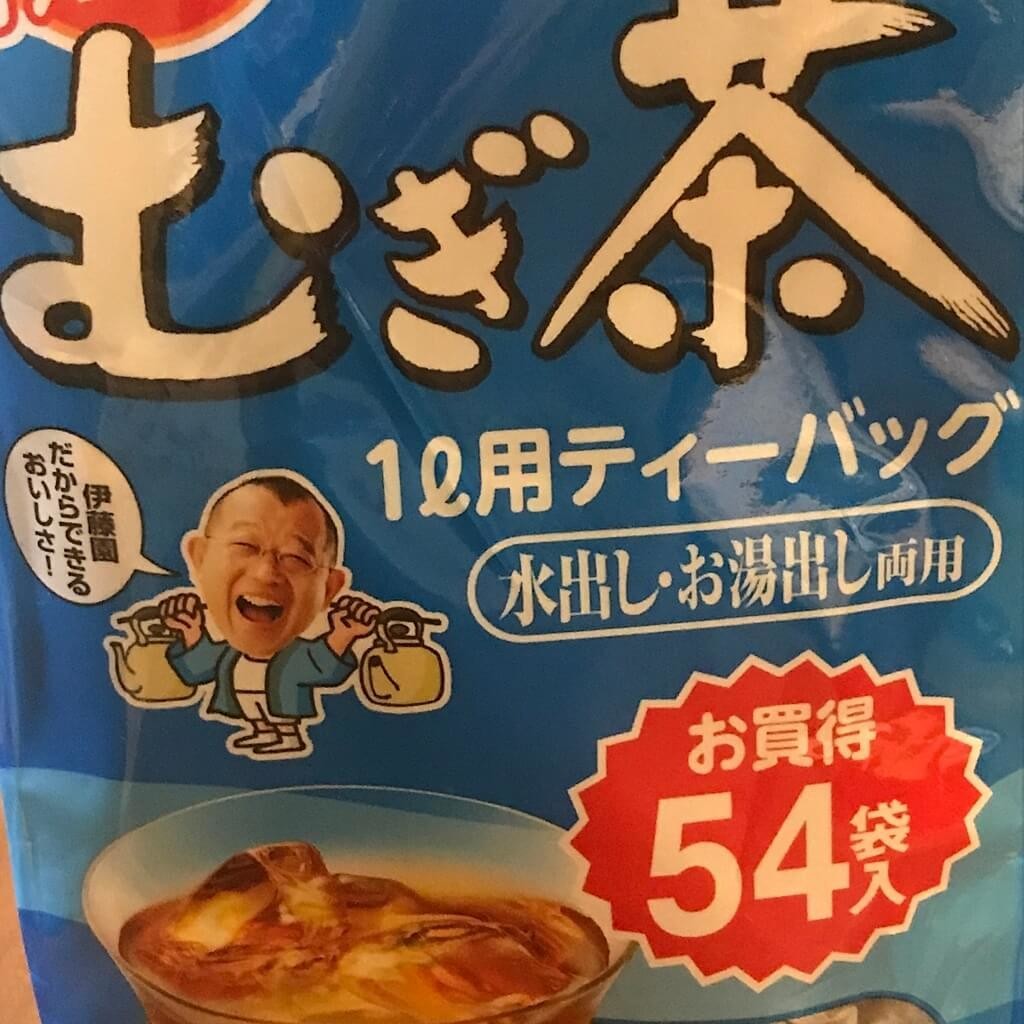 むぎ茶
1ℓ用ティーバッグ
水出し・お湯出し両用
伊藤園
だからできる
おいしさ!
お買得
54袋入